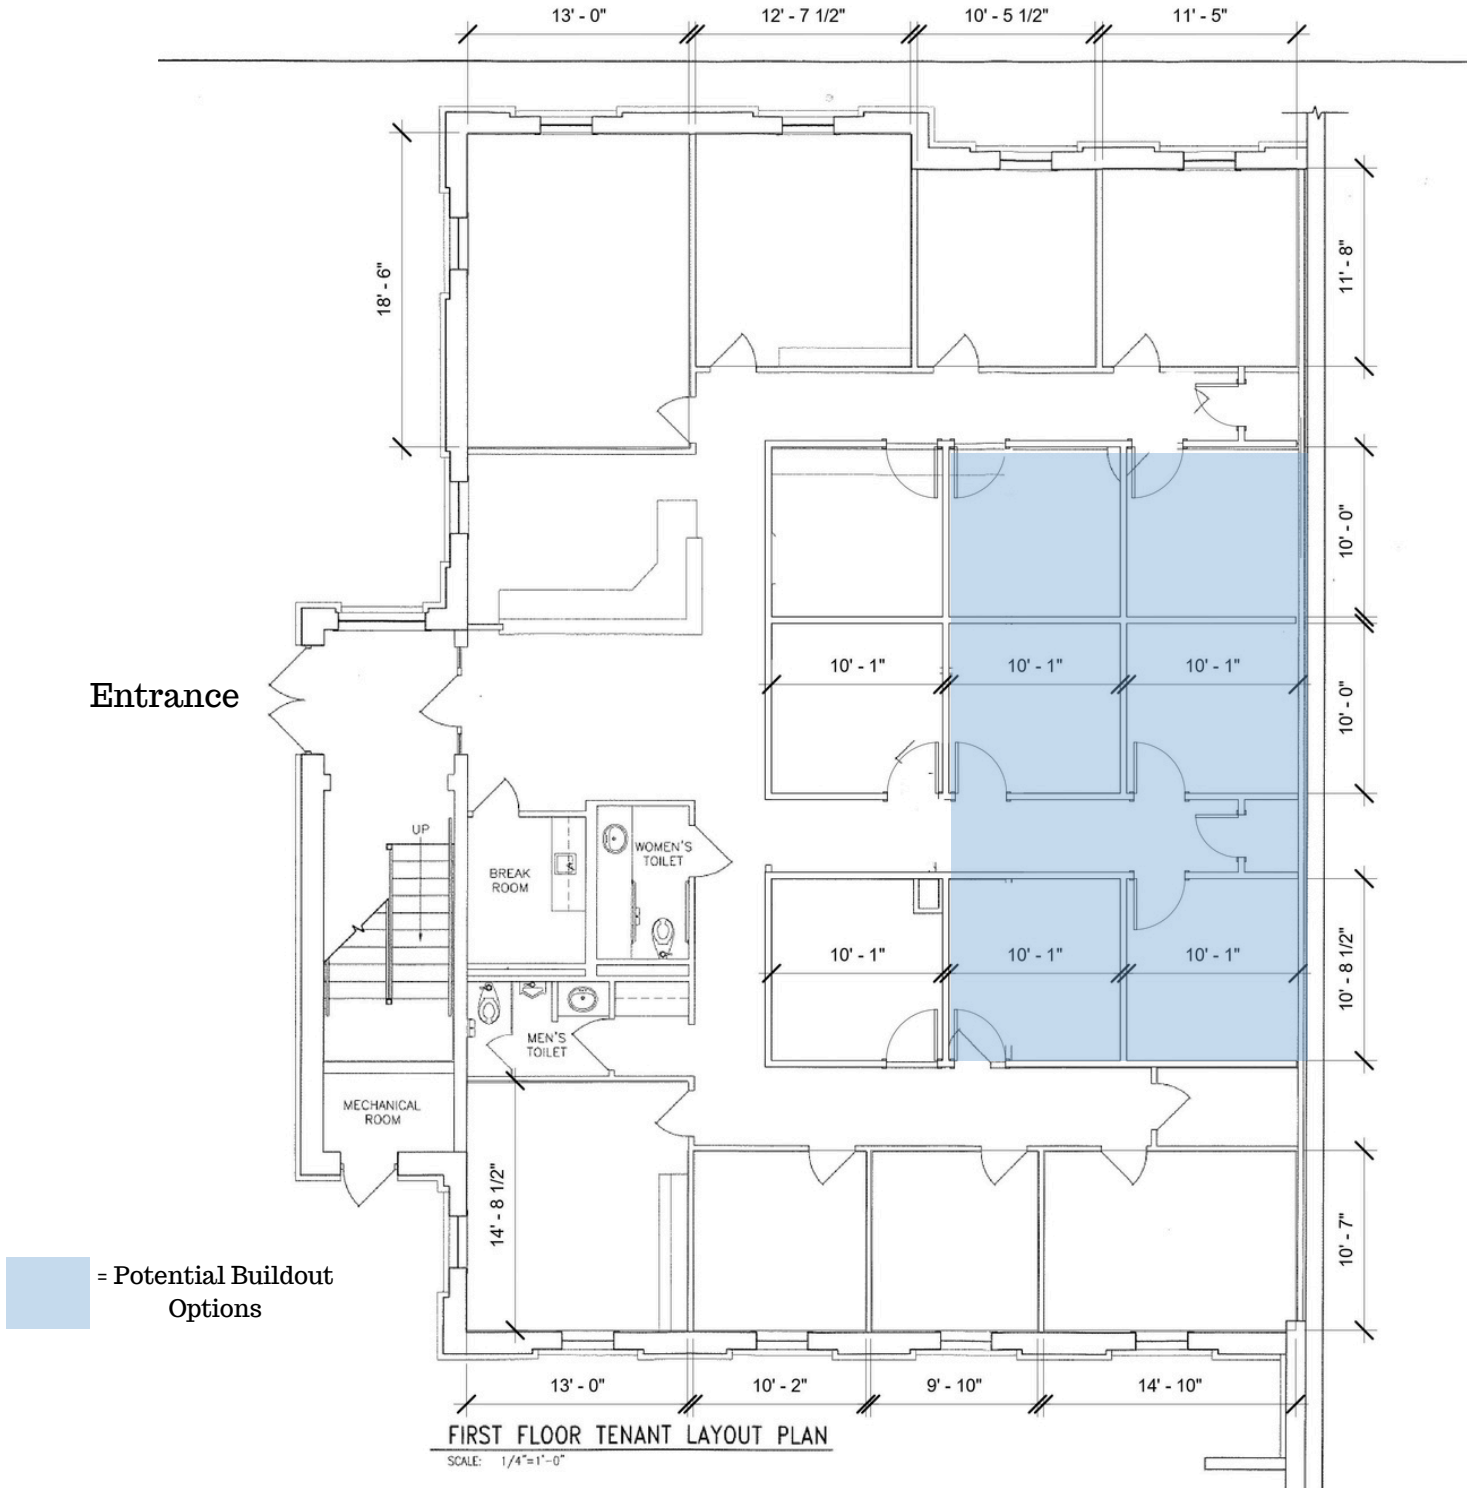 13' - 0"
12' - 7 1/2"
10' - 5 1/2"
11' - 5"
18' - 6"
11' - 8"
10' - 0"
10' - 1"
10' - 1"
10' - 1"
10' - 0"
Entrance
UP
BREAK
ROOM
WOMEN'S
TOILET
10' - 1"
10' - 1"
10' - 1"
10' - 8 1/2"
MEN'S
TOILET
MECHANICAL
ROOM
14' - 8 1/2"
10' - 7"
= Potential Buildout
Options
13' - 0"
10' - 2"
9' - 10"
14' - 10"
FIRST FLOOR TENANT LAYOUT PLAN
SCALE: 1/4"=1'-0"